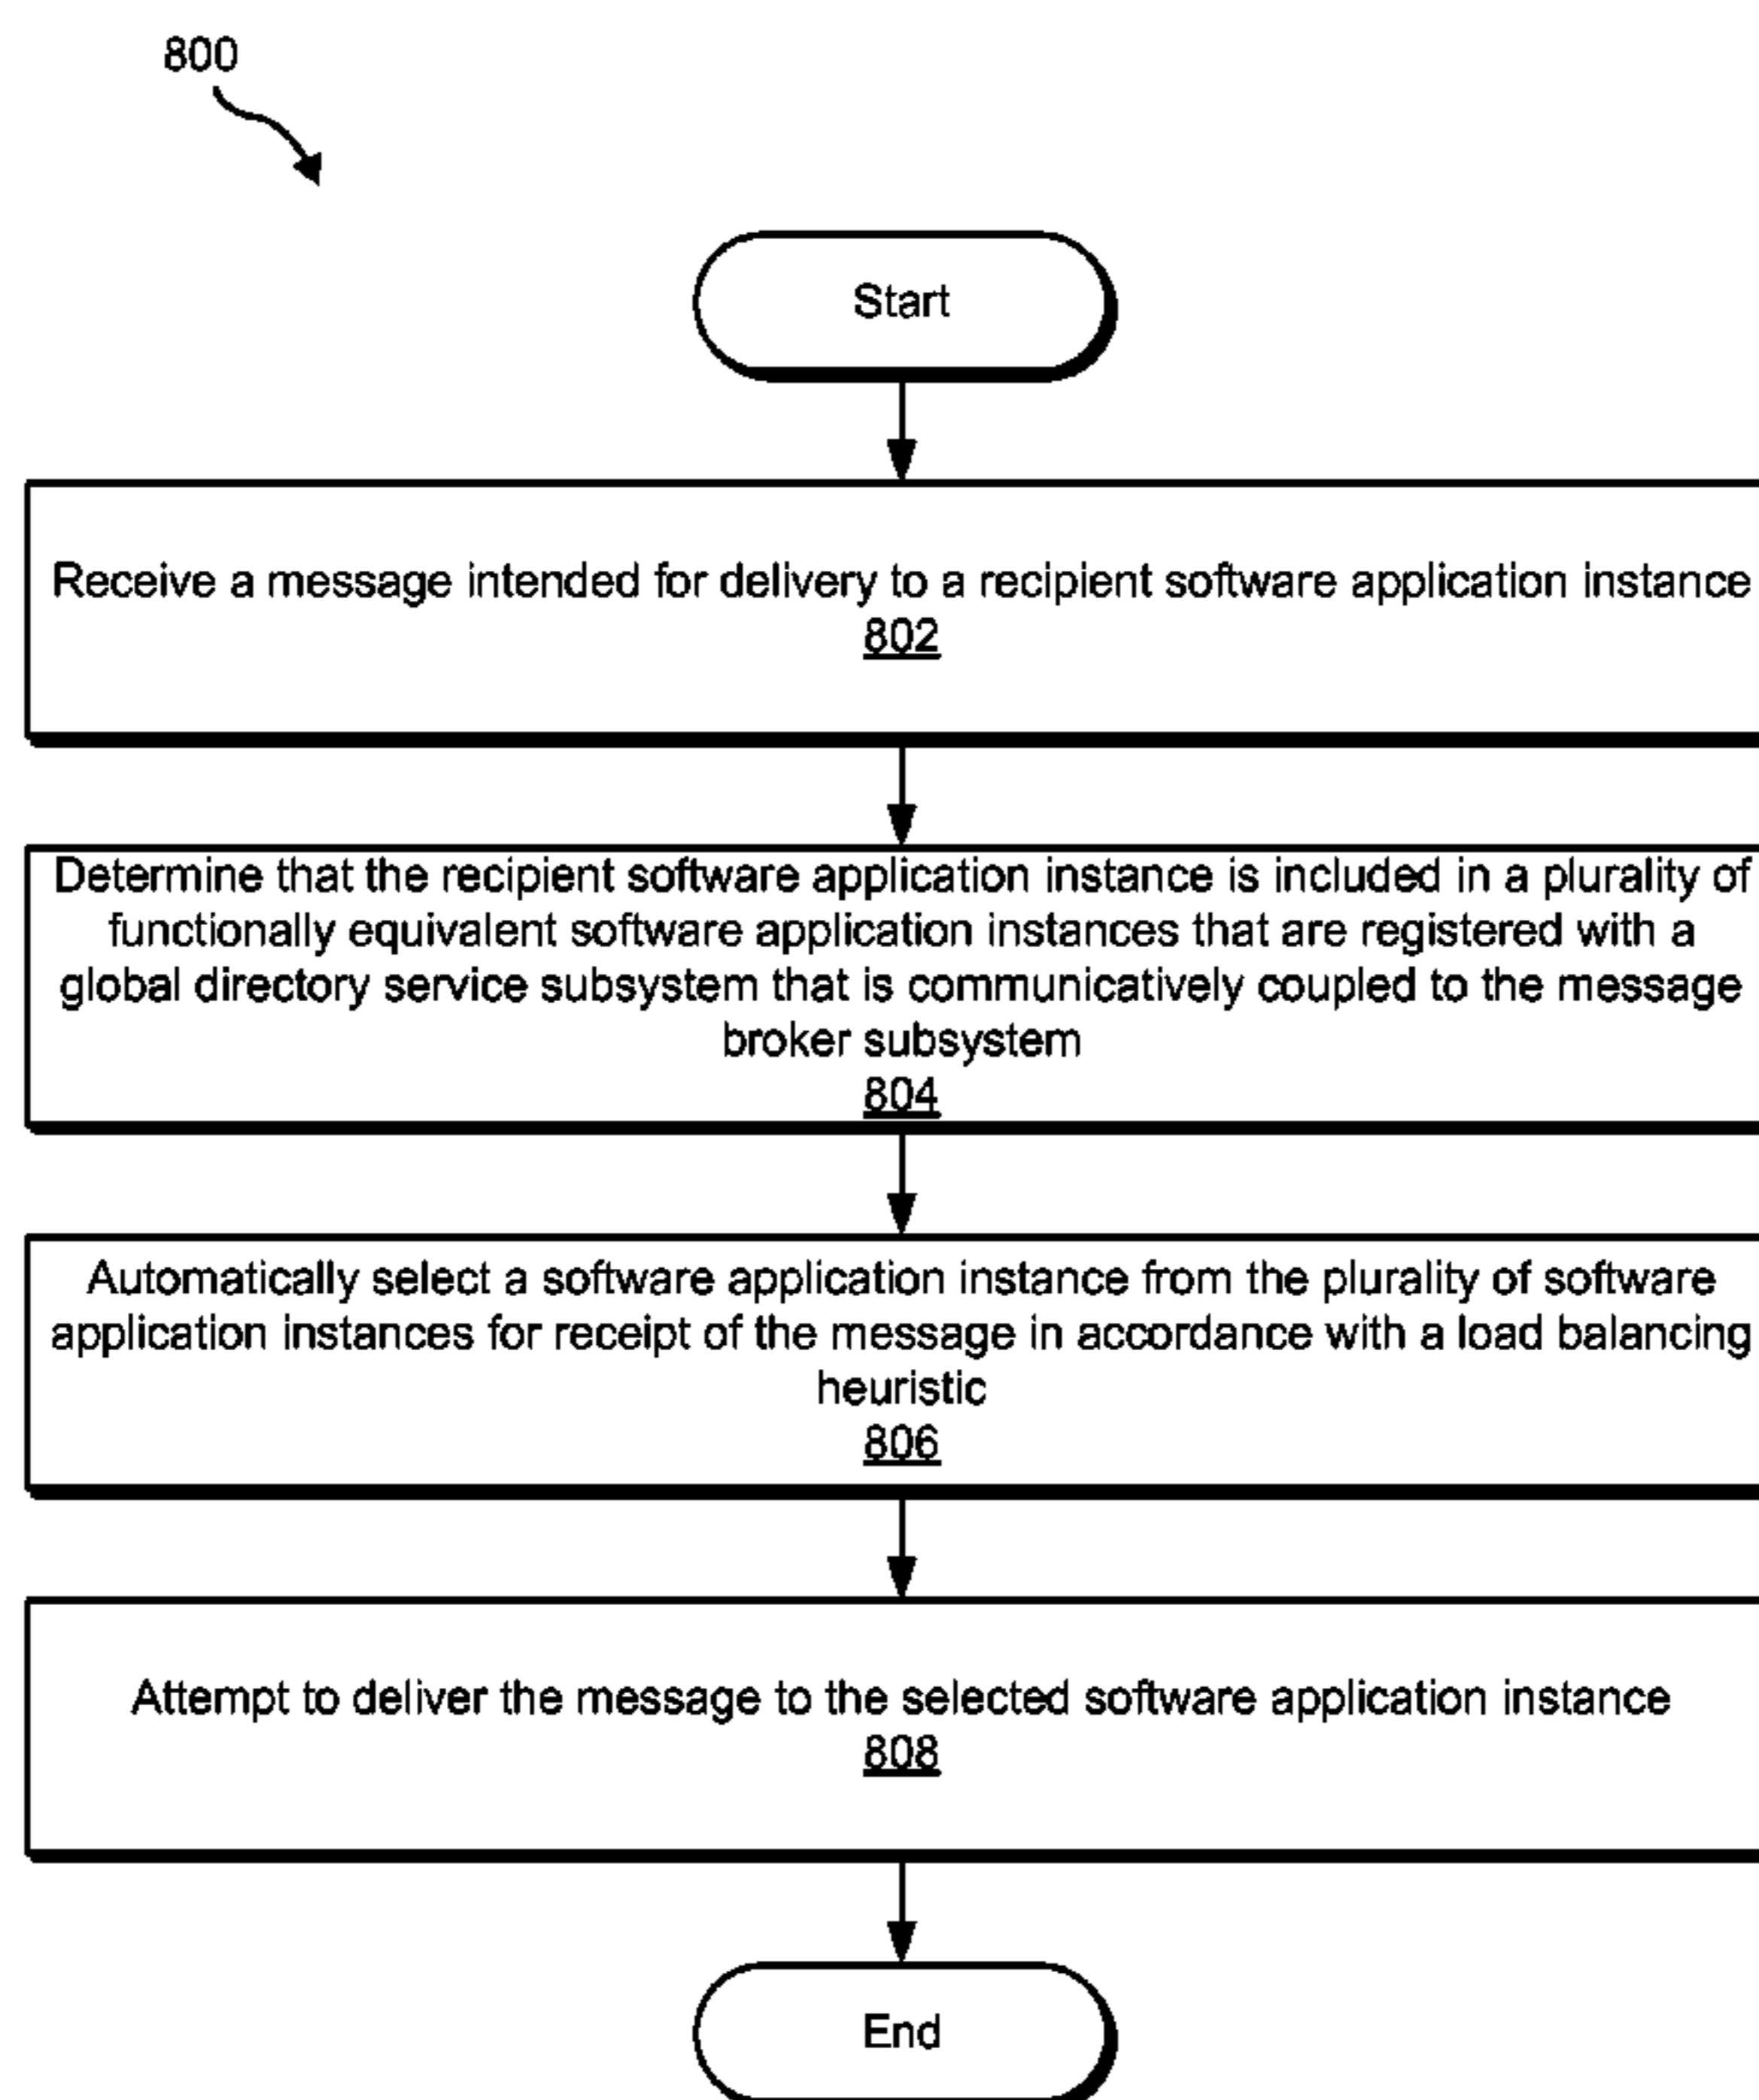 800
Start
Receive a message intended for delivery to a recipient software application instance
802
Determine that the recipient software application instance is included in a plurality of
functionally equivalent software application instances that are registered with a
global directory service subsystem that is communicatively coupled to the message
broker subsystem
804
Automatically select a software application instance from the plurality of software
application instances for receipt of the message in accordance with a load balancing
heuristic
806
Attempt to deliver the message to the selected software application instance
808
End